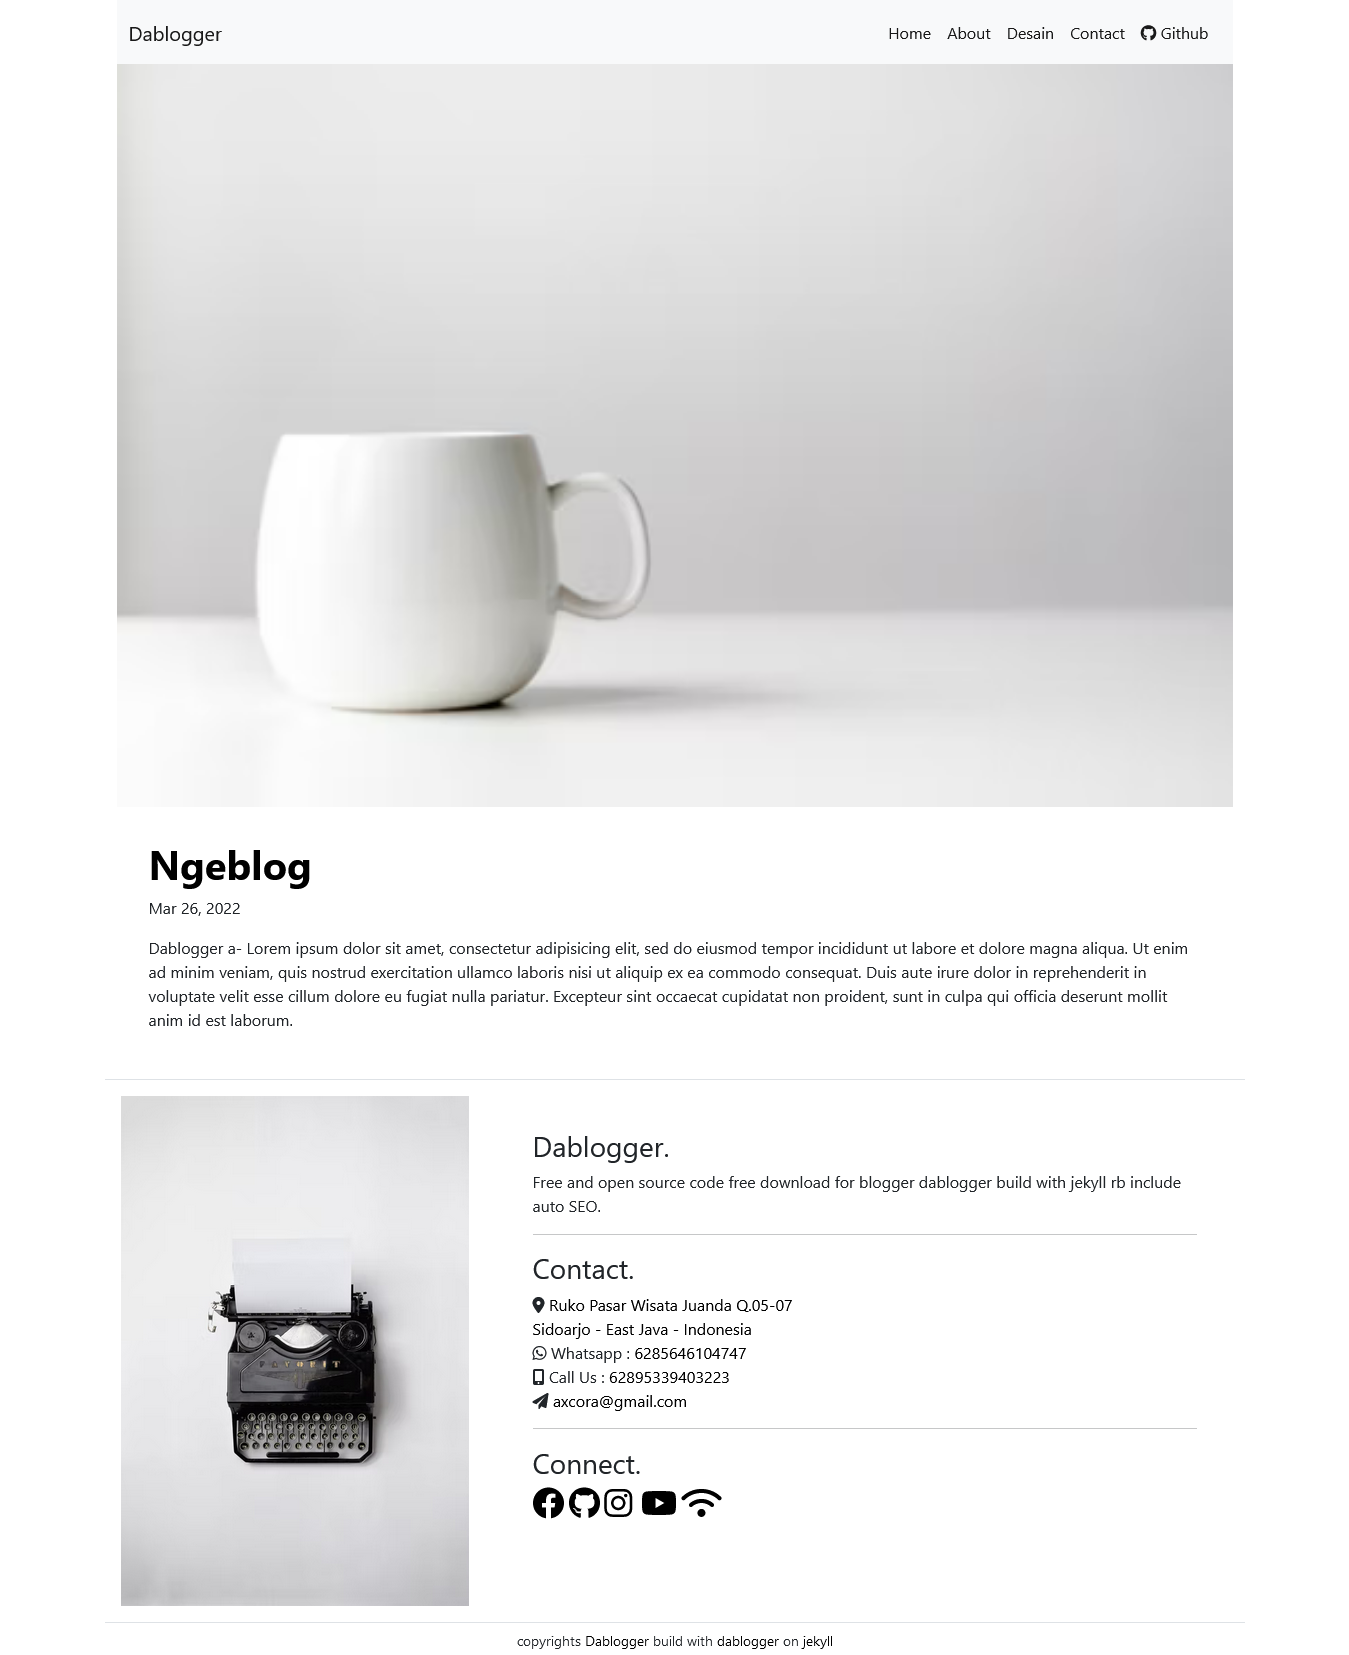 Dablogger
Home About Desain Contact Github
Ngeblog
Mar 26, 2022
Dablogger a- Lorem ipsum dolor sit amet, consectetur adipisicing elit, sed do eiusmod tempor incididunt ut labore et dolore magna aliqua. Ut enim
ad minim veniam, quis nostrud exercitation ullamco laboris nisi ut aliquip ex ea commodo consequat. Duis aute irure dolor in reprehenderit in
voluptate velit esse cillum dolore eu fugiat nulla pariatur. Excepteur sint occaecat cupidatat non proident, sunt in culpa qui officia deserunt mollit
anim id est laborum.
Dablogger.
Free and open source code free download for blogger dablogger build with jekyll rb include
auto SEO.
Contact.
Ruko Pasar Wisata Juanda Q.05-07
Sidoarjo - East Java - Indonesia
Whatsapp : 6285646104747
Call Us : 62895339403223
axcora@gmail.com
Connect.
copyrights Dablogger build with dablogger on jekyll